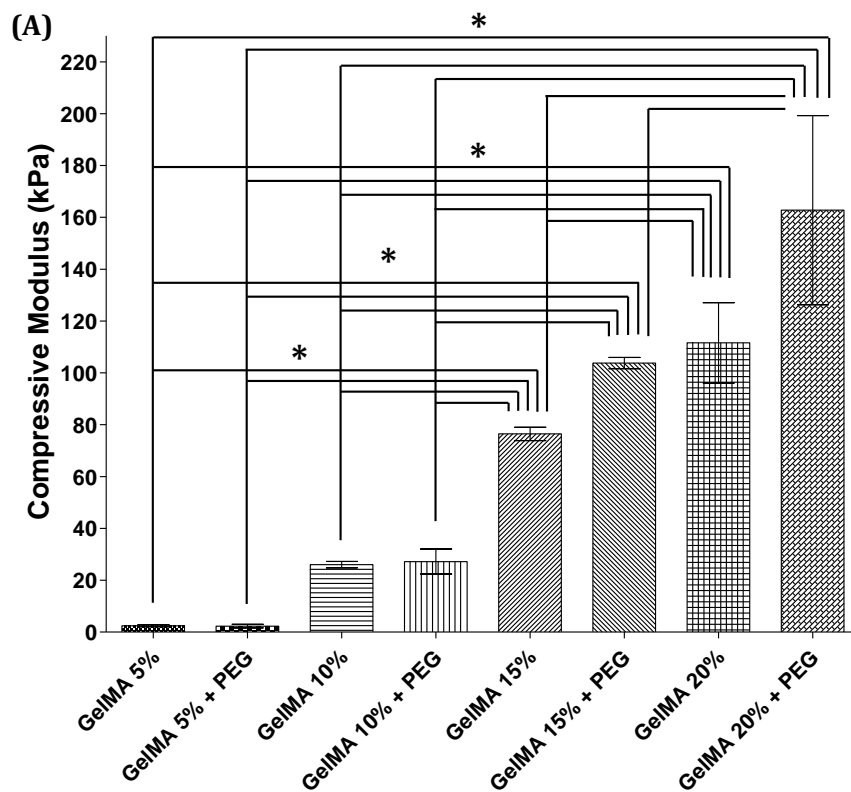 (A)
*
*
*
*
Compressive Modulus (kPa)
220
200
180
160
140
120
100
80
60
40
20
0
GelMA 5%
GelMA 5% + PEG
GelMA 10%
GelMA 10% + PEG
GelMA 15%
GelMA 15% + PEG
GelMA 20%
GelMA 20% + PEG